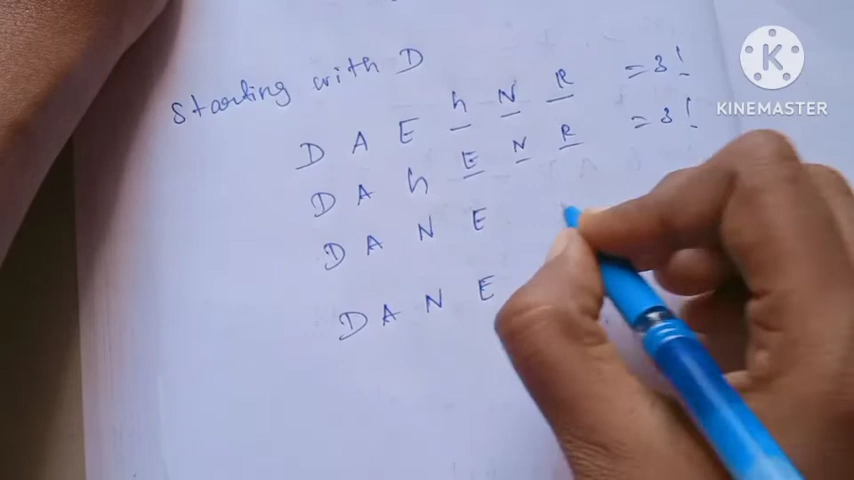 Starting with D
D A E h N R = 3!
D A h E N R = 3!
D A N E
D A N E
K
KINEMASTER